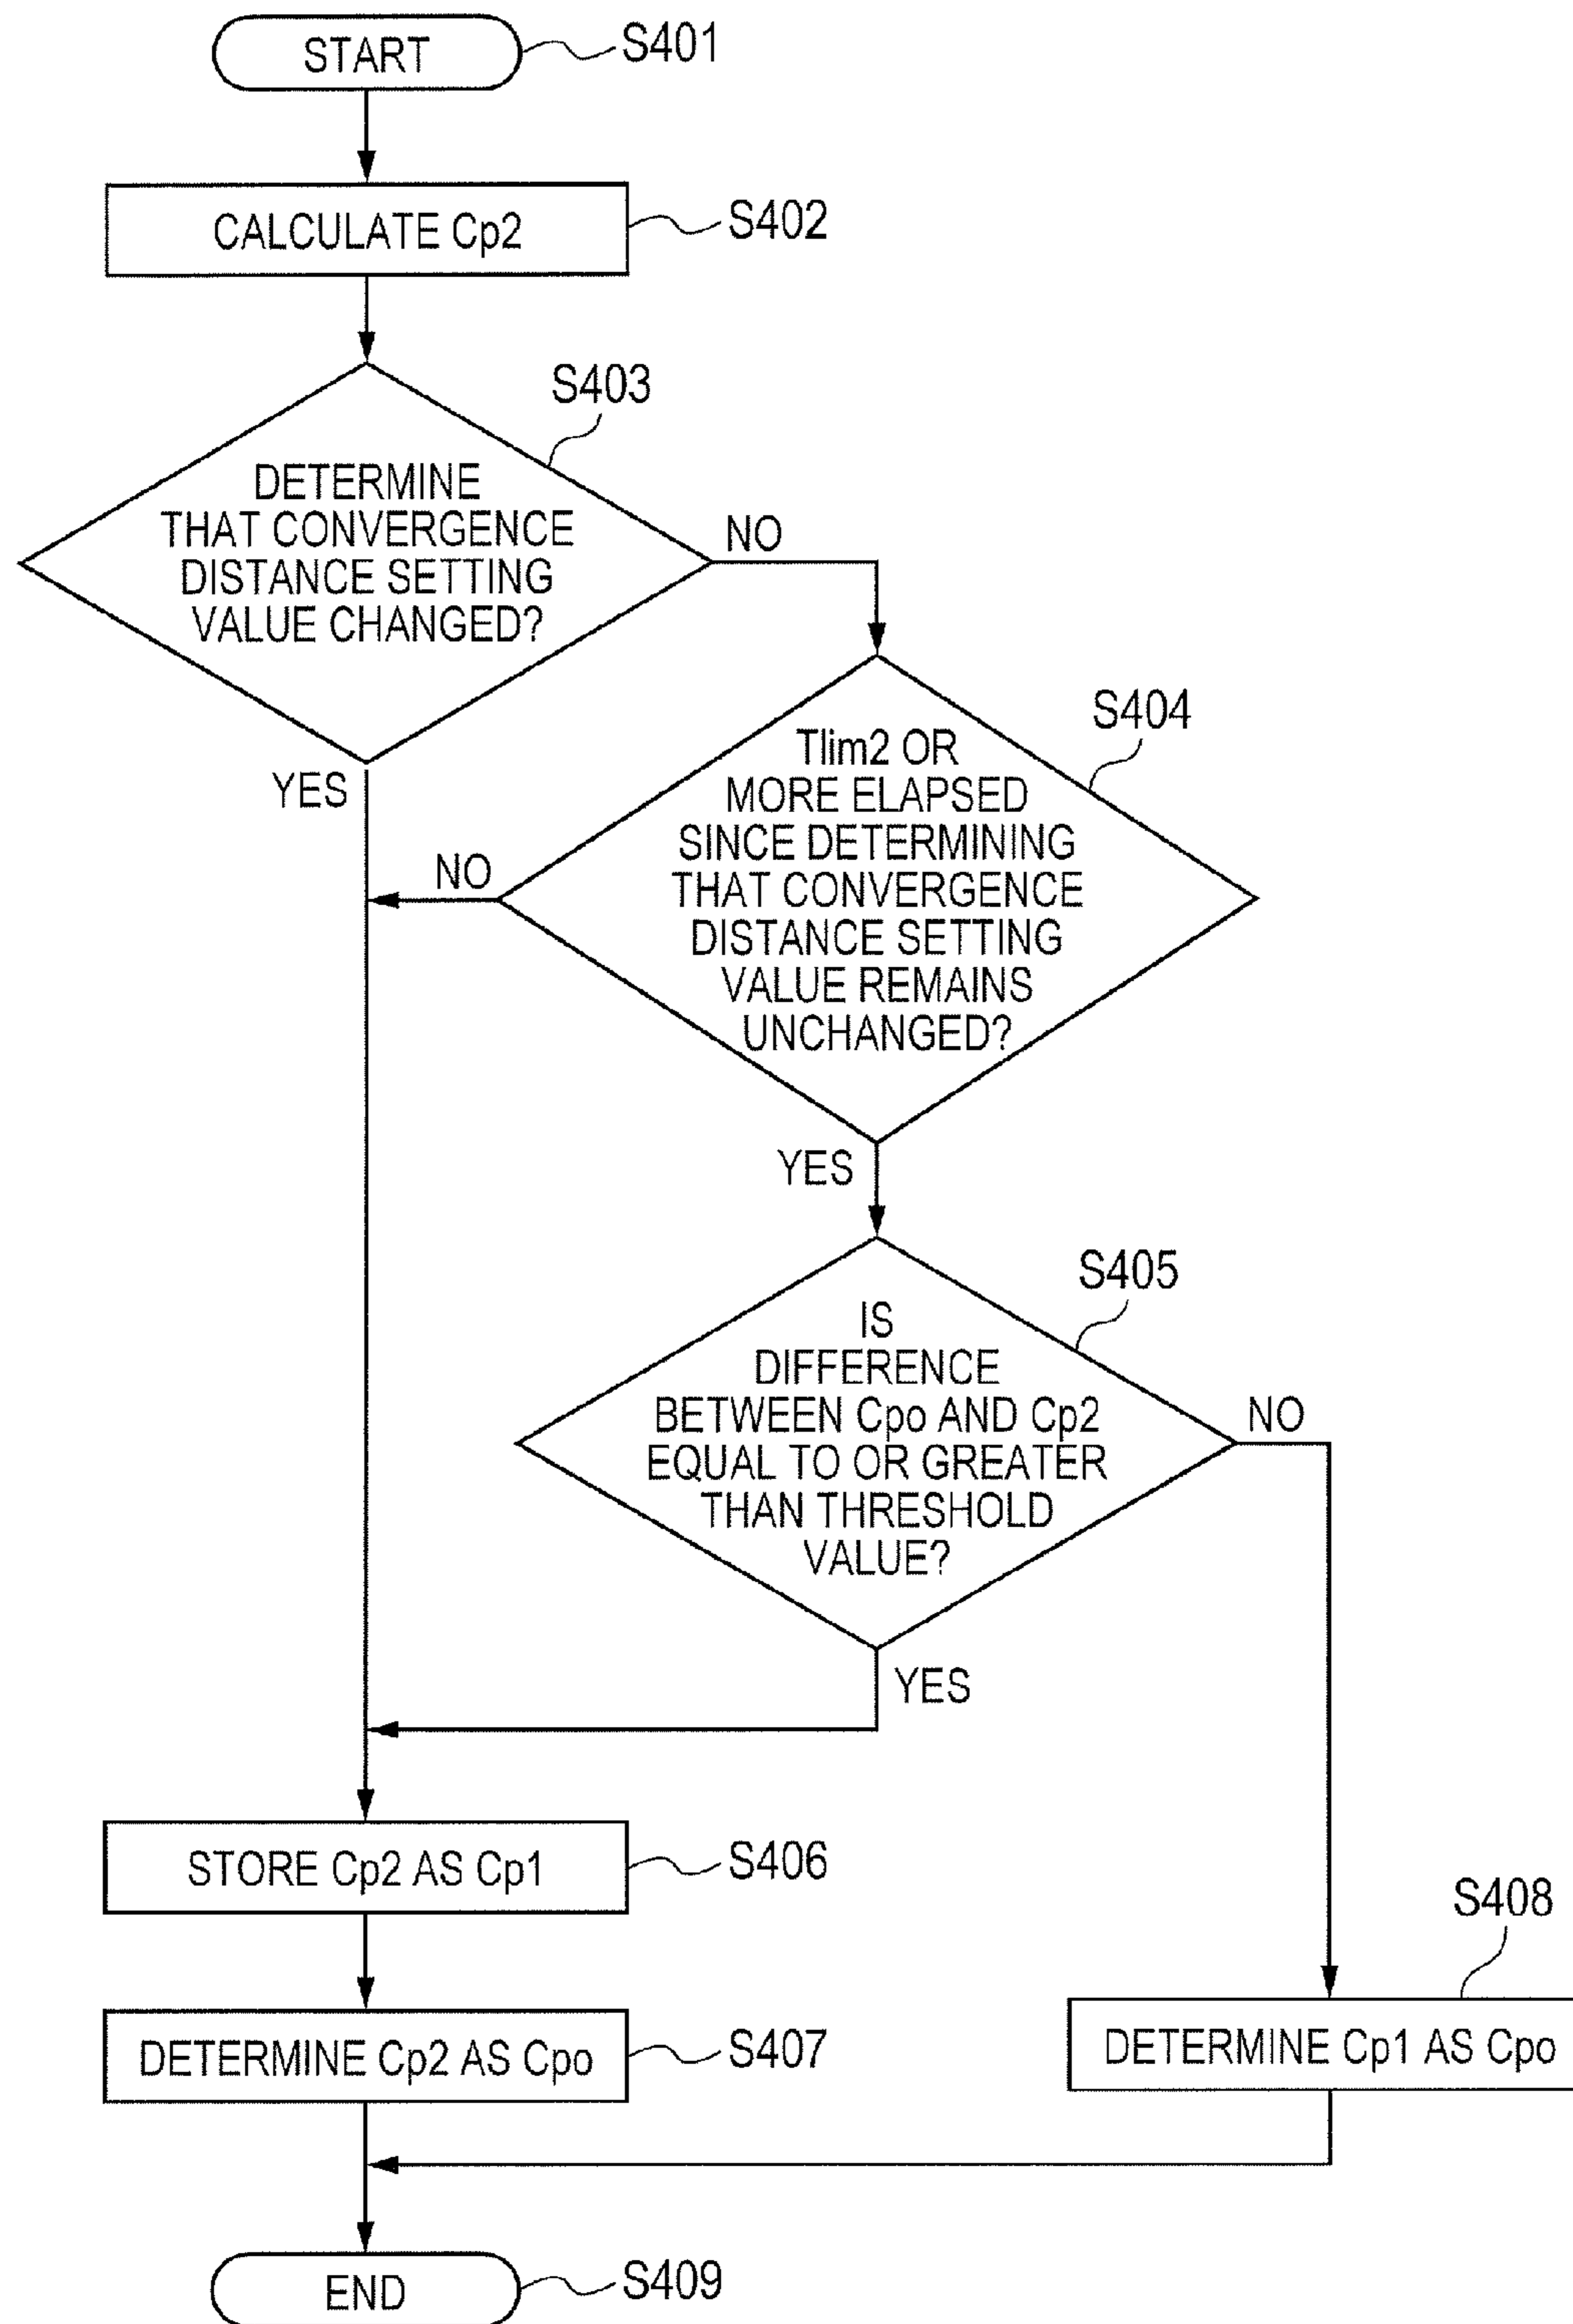 START
S401
CALCULATE Cp2
S402
S403
DETERMINE
THAT CONVERGENCE
DISTANCE SETTING
VALUE CHANGED?
NO
YES
S404
Tlim2 OR
MORE ELAPSED
SINCE DETERMINING
THAT CONVERGENCE
DISTANCE SETTING
VALUE REMAINS
UNCHANGED?
NO
YES
S405
IS
DIFFERENCE
BETWEEN Cpo AND Cp2
EQUAL TO OR GREATER
THAN THRESHOLD
VALUE?
NO
YES
STORE Cp2 AS Cp1
S406
DETERMINE Cp2 AS Cpo
S407
S408
DETERMINE Cp1 AS Cpo
END
S409